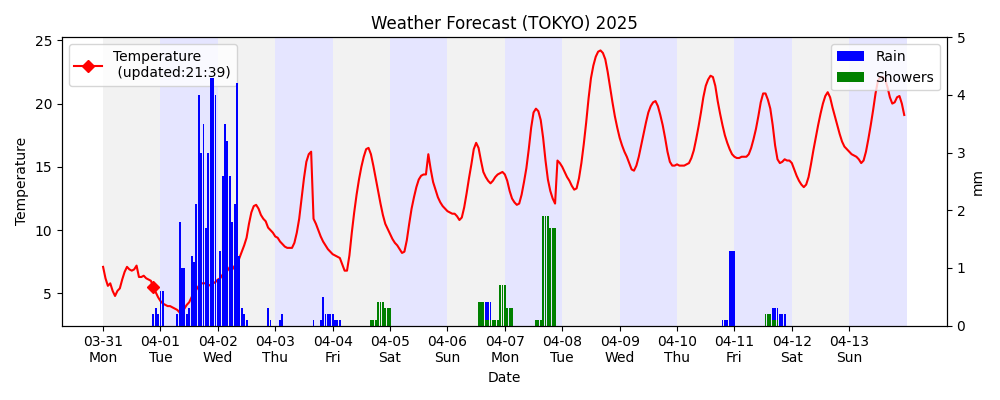 Weather Forecast (TOKYO) 2025
Temperature
(updated:21:39)
Rain
Showers
25
20
15
10
5
Temperature
5
4
3
2
1
0
mm
03-31 04-01 04-02 04-03 04-04 04-05 04-06 04-07 04-08 04-09 04-10 04-11 04-12 04-13
Mon Tue Wed Thu Fri Sat Sun Mon Tue Wed Thu Fri Sat Sun
Date